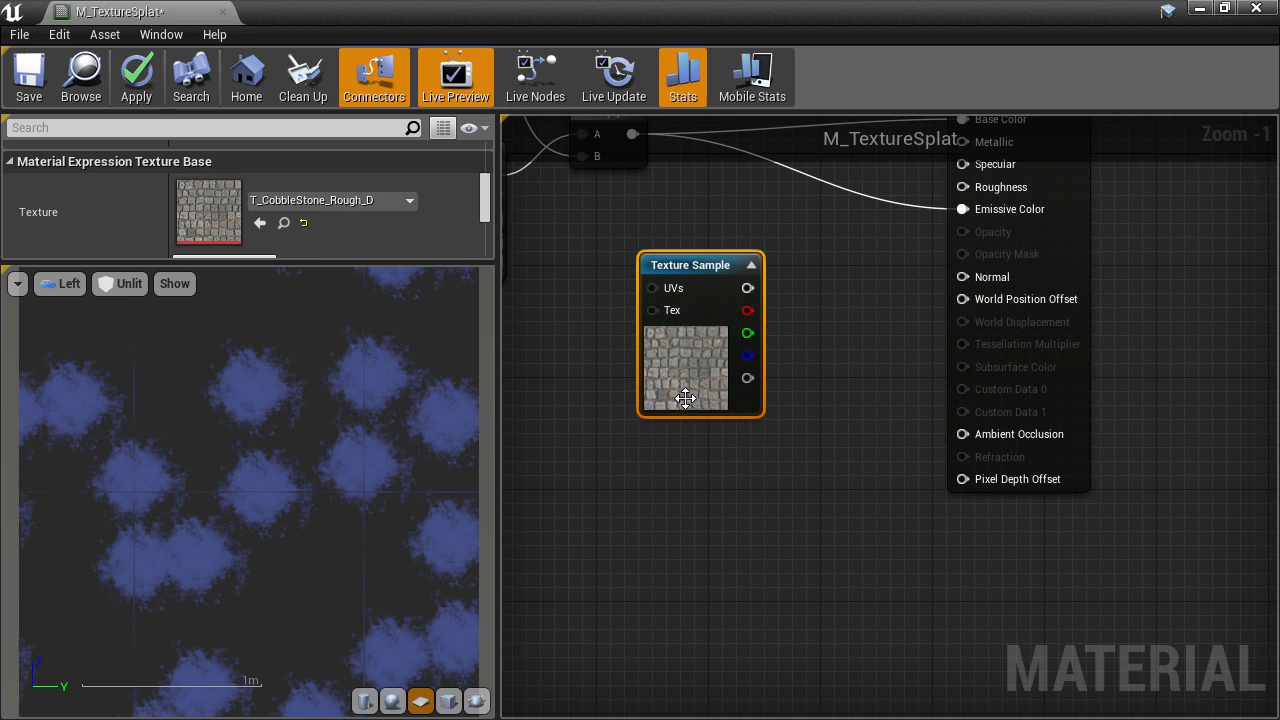 M_TextureSplat*
File Edit Asset Window Help
Save Browse Apply Search Home Clean Up Connectors Live Preview Live Nodes Live Update Stats Mobile Stats
Search
Material Expression Texture Base
Texture
T_CobbleStone_Rough_D
Left Unlit Show
Z
Y
1m
A
B
M_TextureSplat
Zoom -1
Texture Sample
UVs
Tex
Base Color
Metallic
Specular
Roughness
Emissive Color
Opacity
Opacity Mask
Normal
World Position Offset
World Displacement
Tessellation Multiplier
Subsurface Color
Custom Data 0
Custom Data 1
Ambient Occlusion
Refraction
Pixel Depth Offset
MATERIAL